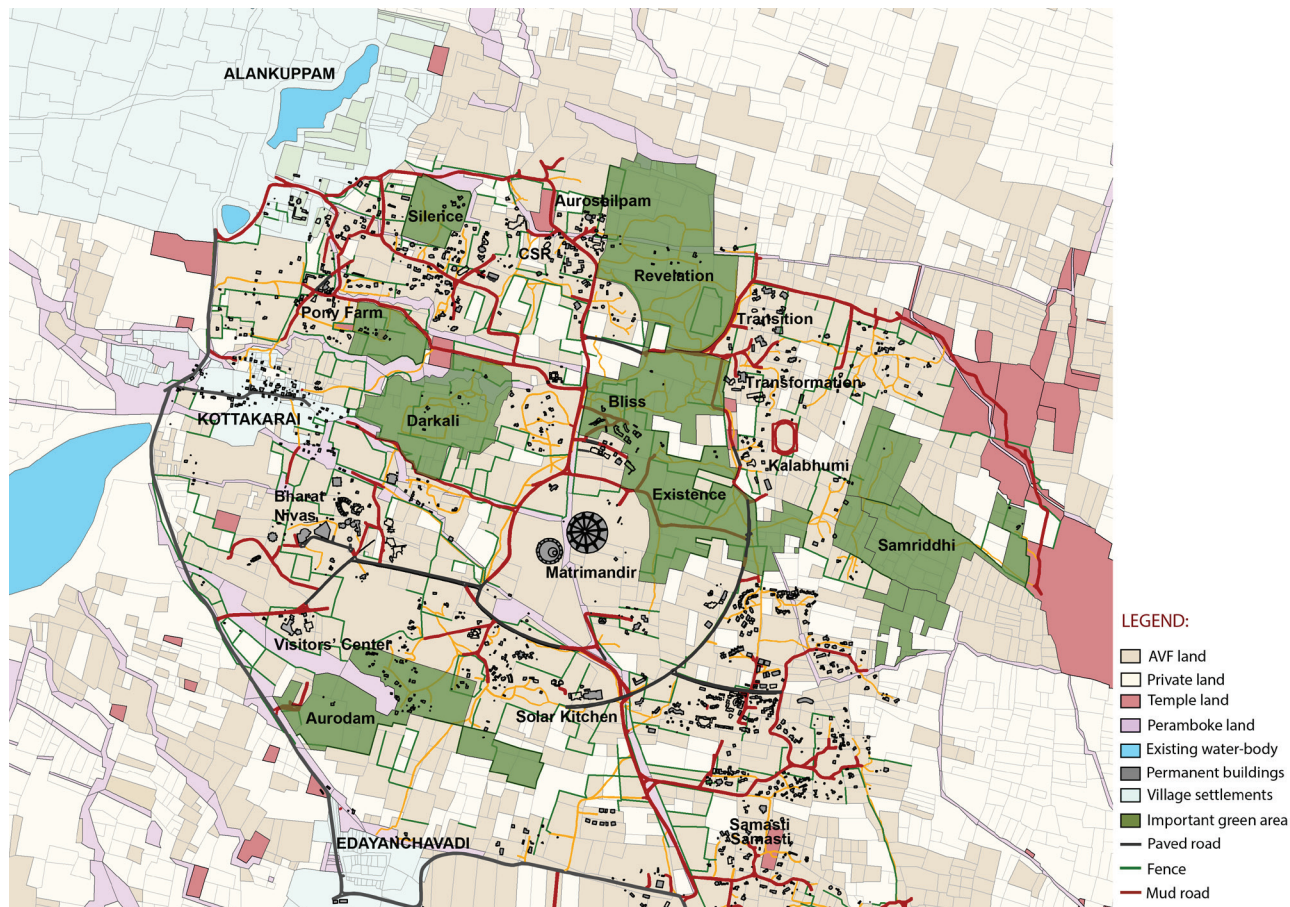 ALANKUPPAM
Silence
Auroshilpam
CSR
Revelation
Pony Farm
Transition
Transformation
Bliss
Darkali
KOTTAKARAI
Kalabhumi
Existence
Bharat
Nivas
Samriddhi
Matrimandir
Visitors' Center
Aurodam
Solar Kitchen
Samasti
Samasti
EDAYANCHAVADI
LEGEND:
AVF land
Private land
Temple land
Peramboke land
Existing water-body
Permanent buildings
Village settlements
Important green area
Paved road
Fence
Mud road